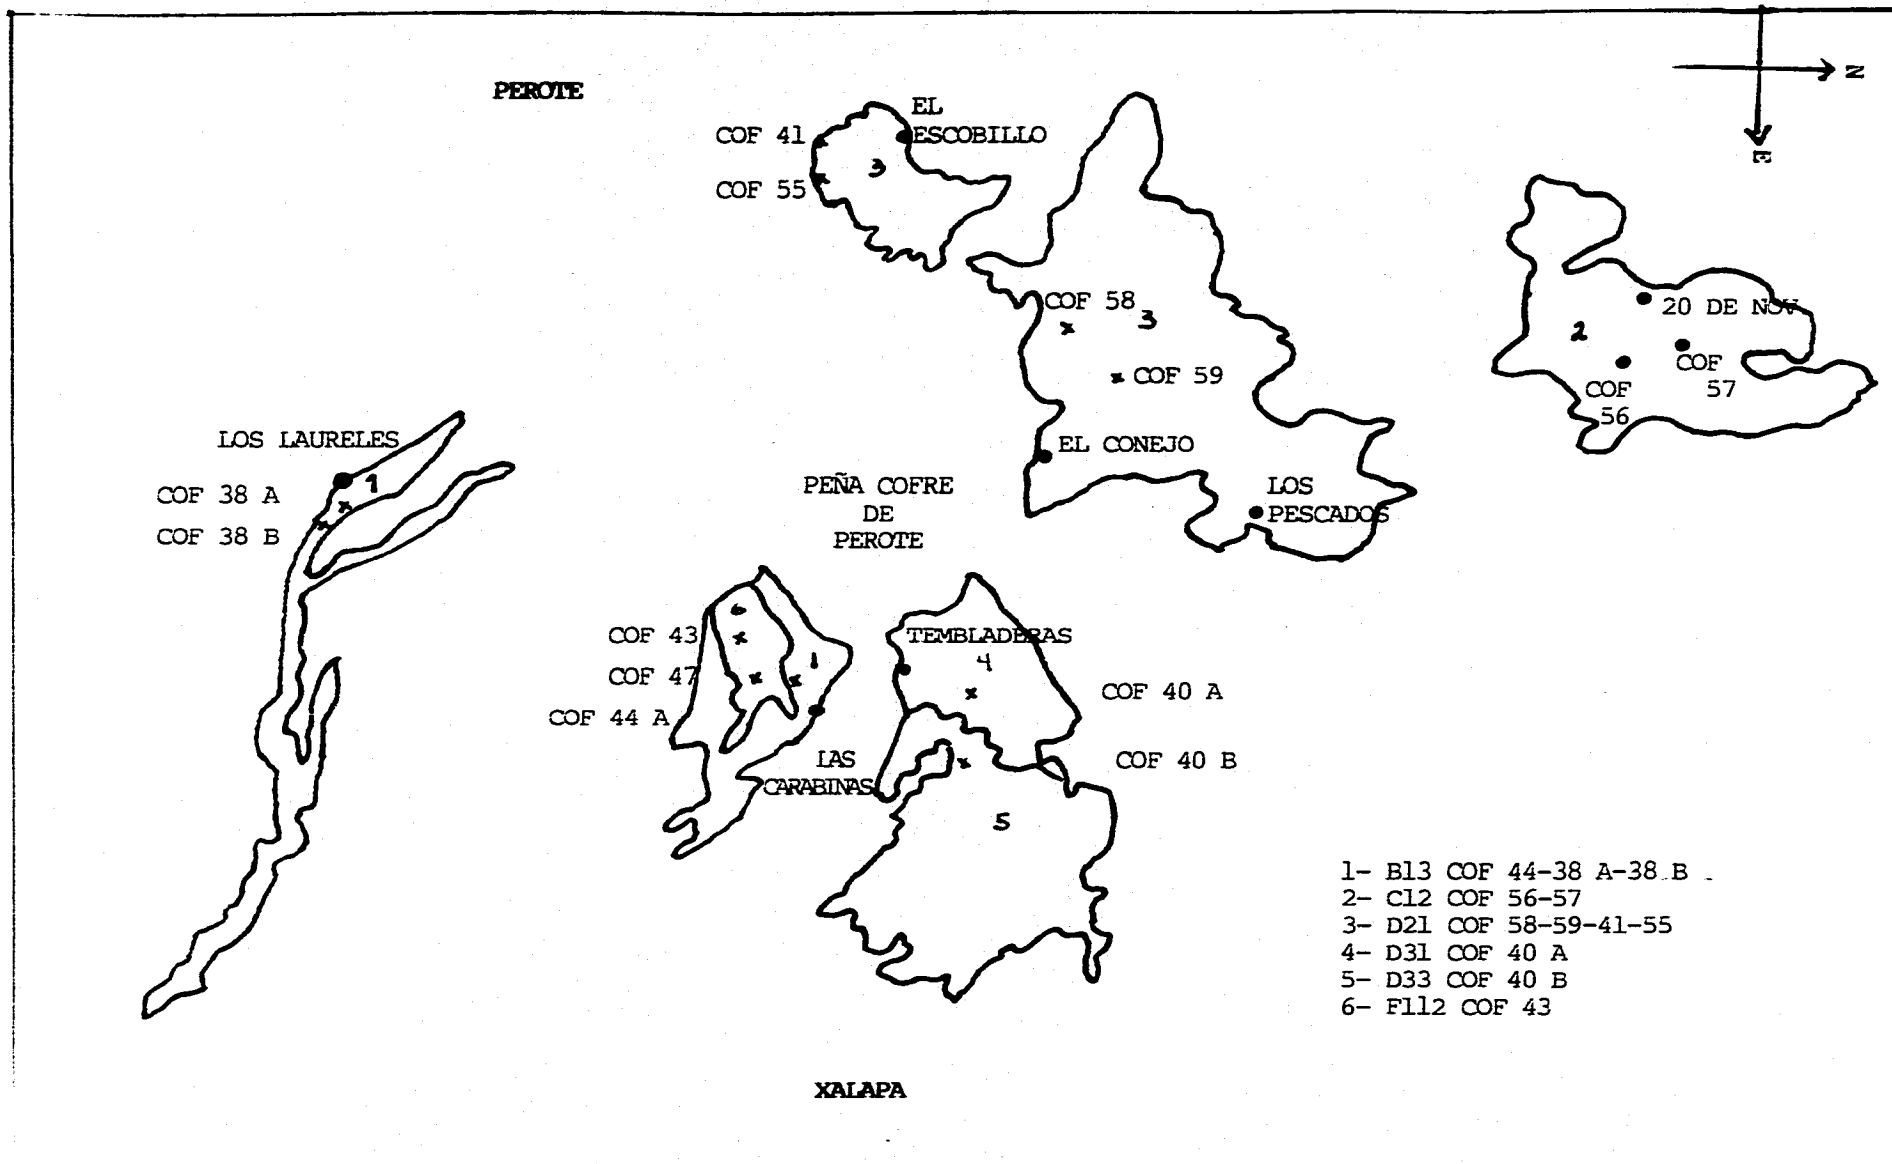 PEROTE
N
E
EL
ESCOBILLO
COF 41
3
COF 55
COF 58
3
COF 59
EL CONEJO
LOS
PESCADOS
2
20 DE NOV
COF
57
COF
56
LOS LAURELES
1
COF 38 A
COF 38 B
PEÑA COFRE
DE
PEROTE
6
COF 43
1
COF 47
COF 44 A
LAS
CARABINAS
TEMBLADERAS
4
COF 40 A
COF 40 B
5
1- B13 COF 44-38 A-38 B
2- C12 COF 56-57
3- D21 COF 58-59-41-55
4- D31 COF 40 A
5- D33 COF 40 B
6- F112 COF 43
XALAPA